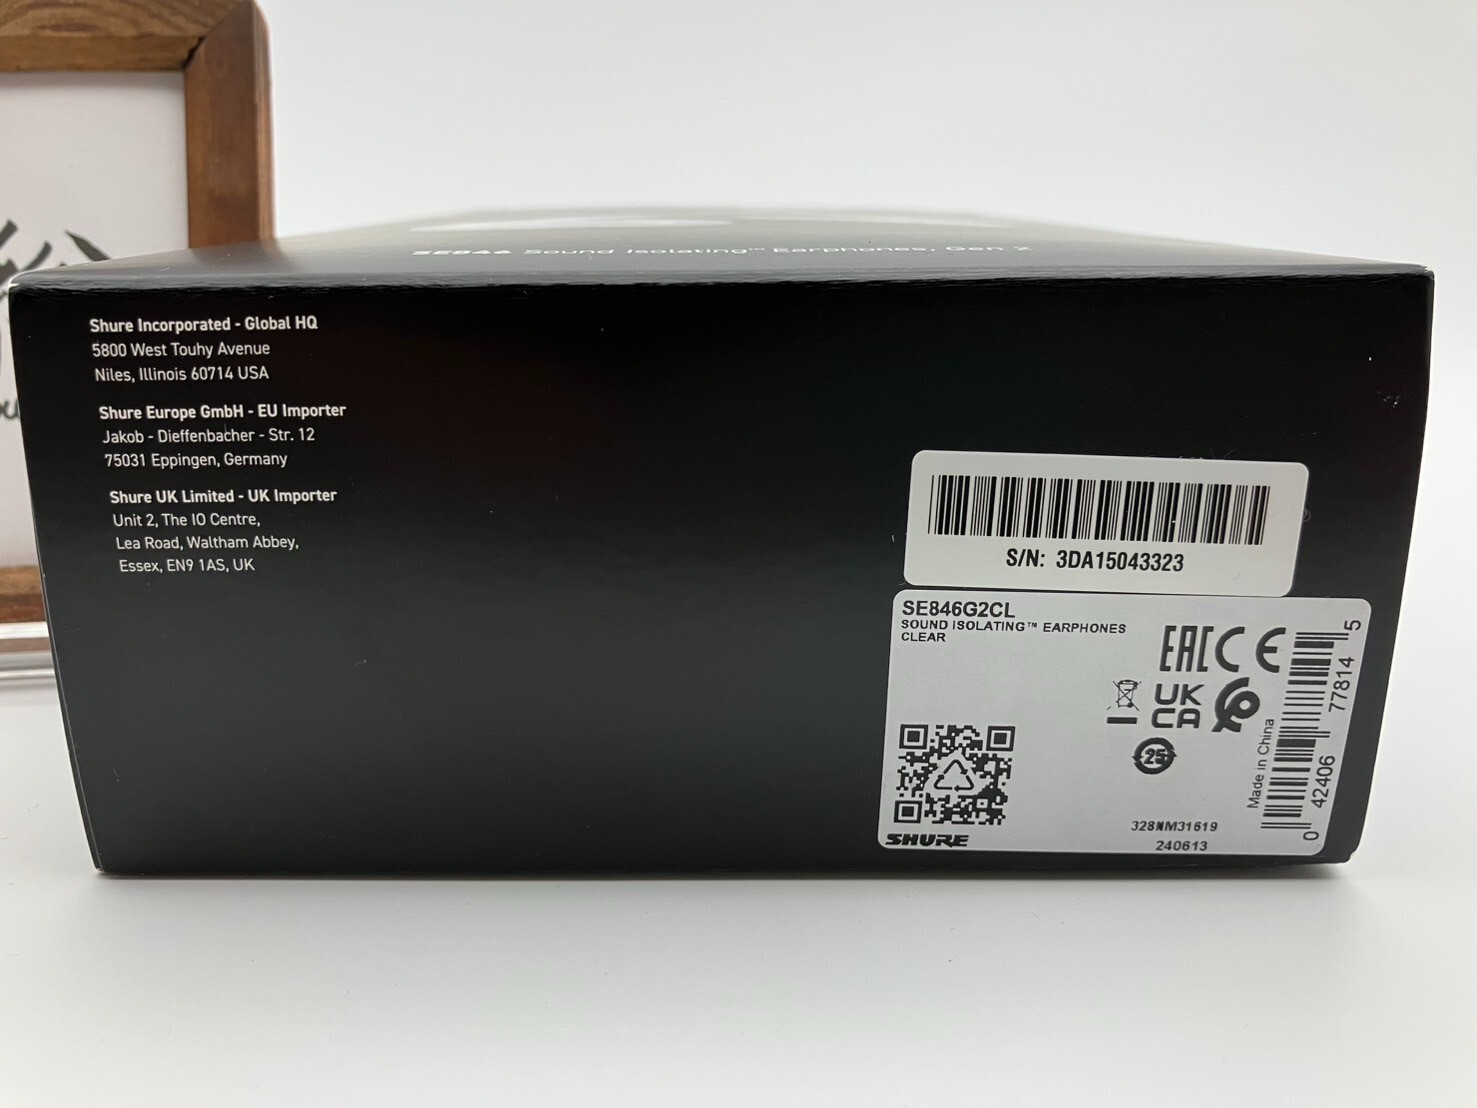 SE846 Sound Isolating™ Earphones, Gen 2
Shure Incorporated - Global HQ
5800 West Touhy Avenue
Niles, Illinois 60714 USA
Shure Europe GmbH - EU Importer
Jakob - Dieffenbacher - Str. 12
75031 Eppingen, Germany
Shure UK Limited - UK Importer
Unit 2, The IO Centre,
Lea Road, Waltham Abbey,
Essex, EN9 1AS, UK
S/N: 3DA15043323
SE846G2CL
SOUND ISOLATING™ EARPHONES
CLEAR
EAC CE
UK
CA
25
SHURE
328NM31619
240613
Made in China
0 42406 77814 5